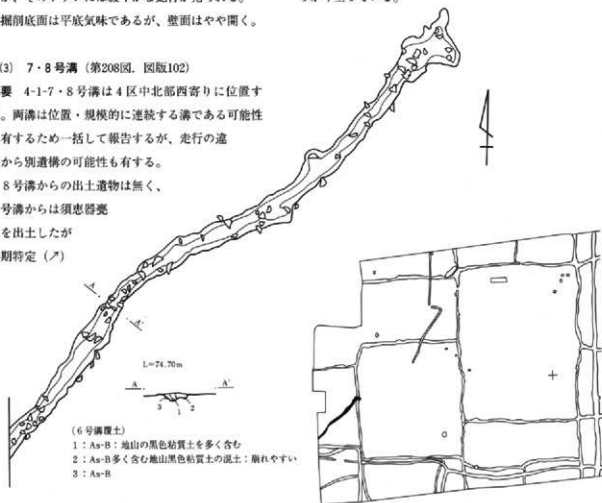 掘削底面は平底気味であるが、壁面はやや開く。
(3) 7・8号溝（第208図．図版102）
要 4-1-7・8号溝は4区中北部西寄りに位置す
。両溝は位置・規模的に連続する溝である可能性
有するため一括して報告するが、走行の違
から別遺構の可能性も有する。
8号溝からの出土遺物は無く、
号溝からは須恵器甕
を出土したが
期特定（↗）
A
A'
L=74.70m
A
A'
3
1
2
（6号溝覆土）
1：As-B：地山の黒色粘質土を多く含む
2：As-B多く含む地山黒色粘質土の混土：崩れやすい
3：As-B